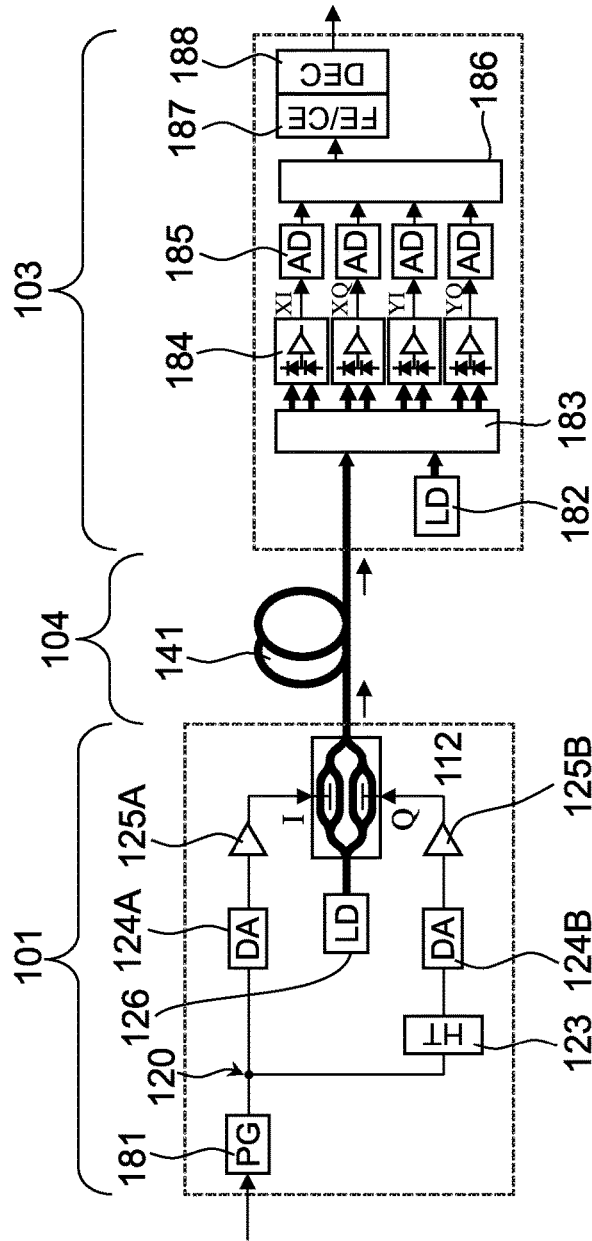 101
104
103
181
PG
120
124A
DA
125A
I
126
LD
112
Q
123
HT
DA
124B
125B
141
LD
182
183
184
XI
XQ
YI
YQ
185
AD
AD
AD
AD
186
187
FE/CE
188
DEC